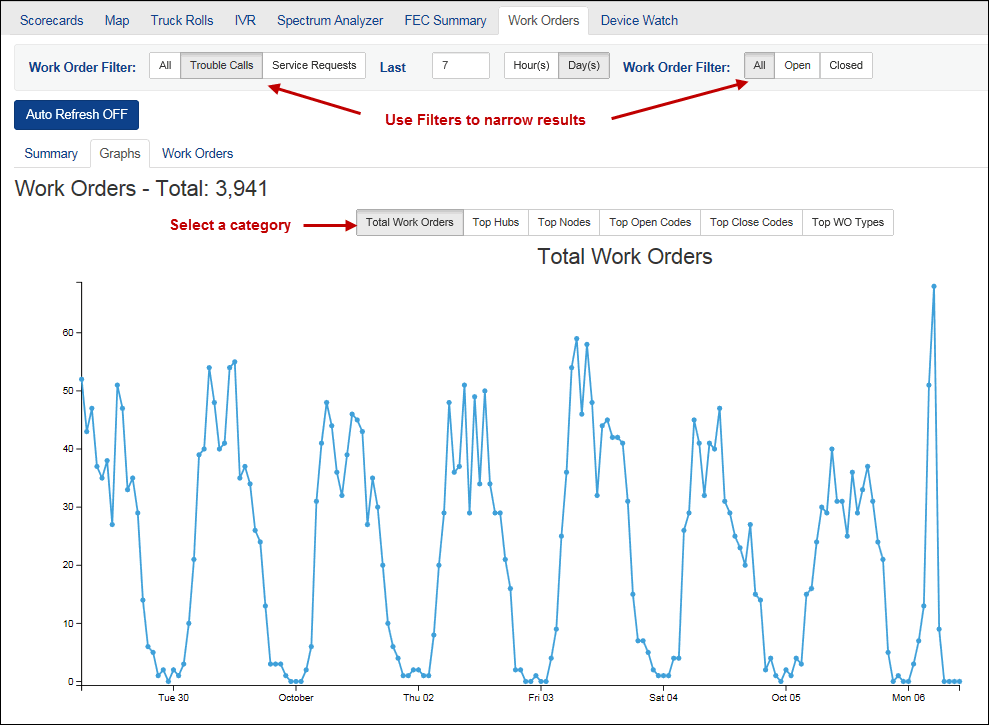 Scorecards Map Truck Rolls IVR Spectrum Analyzer FEC Summary Work Orders Device Watch
Work Order Filter: All Trouble Calls Service Requests Last 7 Hour(s) Day(s) Work Order Filter: All Open Closed
Auto Refresh OFF
Use Filters to narrow results
Summary Graphs Work Orders
Work Orders - Total: 3,941
Select a category Total Work Orders Top Hubs Top Nodes Top Open Codes Top Close Codes Top WO Types
Total Work Orders
60
50
40
30
20
10
0
Tue 30 October Thu 02 Fri 03 Sat 04 Oct 05 Mon 06